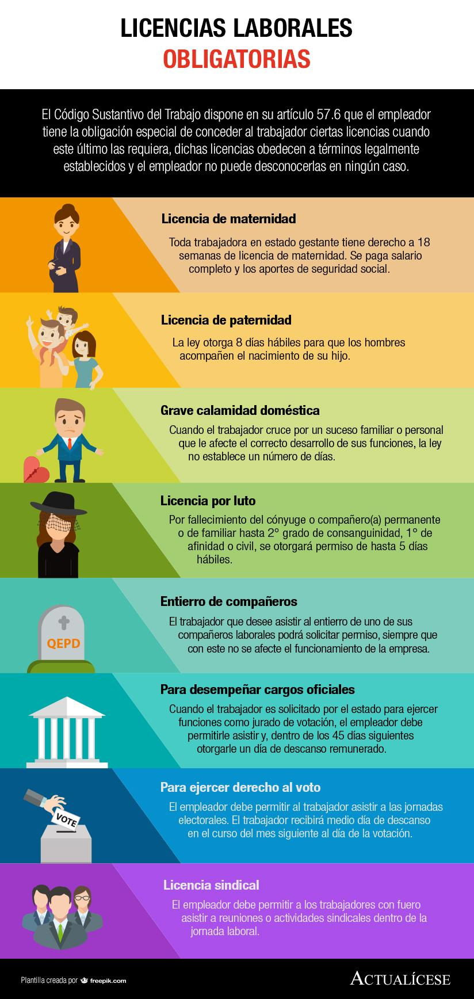 LICENCIAS LABORALES
OBLIGATORIAS
El Código Sustantivo del Trabajo dispone en su artículo 57.6 que el empleador
tiene la obligación especial de conceder al trabajador ciertas licencias cuando
este último las requiera, dichas licencias obedecen a términos legalmente
establecidos y el empleador no puede desconocerlas en ningún caso.
Licencia de maternidad
Toda trabajadora en estado gestante tiene derecho a 18
semanas de licencia de maternidad. Se paga salario
completo y los aportes de seguridad social.
Licencia de paternidad
La ley otorga 8 días hábiles para que los hombres
acompañen el nacimiento de su hijo.
Grave calamidad doméstica
Cuando el trabajador cruce por un suceso familiar o personal
que le afecte el correcto desarrollo de sus funciones, la ley
no establece un número de días.
Licencia por luto
Por fallecimiento del cónyuge o compañero(a) permanente
o de familiar hasta 2° grado de consanguinidad, 1° de
afinidad o civil, se otorgará permiso de hasta 5 días
hábiles.
QEPD
Entierro de compañeros
El trabajador que desee asistir al entierro de uno de sus
compañeros laborales podrá solicitar permiso, siempre que
con este no se afecte el funcionamiento de la empresa.
Para desempeñar cargos oficiales
Cuando el trabajador es solicitado por el estado para ejercer
funciones como jurado de votación, el empleador debe
permitirle asistir y, dentro de los 45 días siguientes
otorgarle un día de descanso remunerado.
VOTE
Para ejercer derecho al voto
El empleador debe permitir al trabajador asistir a las jornadas
electorales. El trabajador recibirá medio día de descanso
en el curso del mes siguiente al día de la votación.
Licencia sindical
El empleador debe permitir a los trabajadores con fuero
asistir a reuniones o actividades sindicales dentro de la
jornada laboral.
Plantilla creada por freepik.com
ACTUALÍCESE